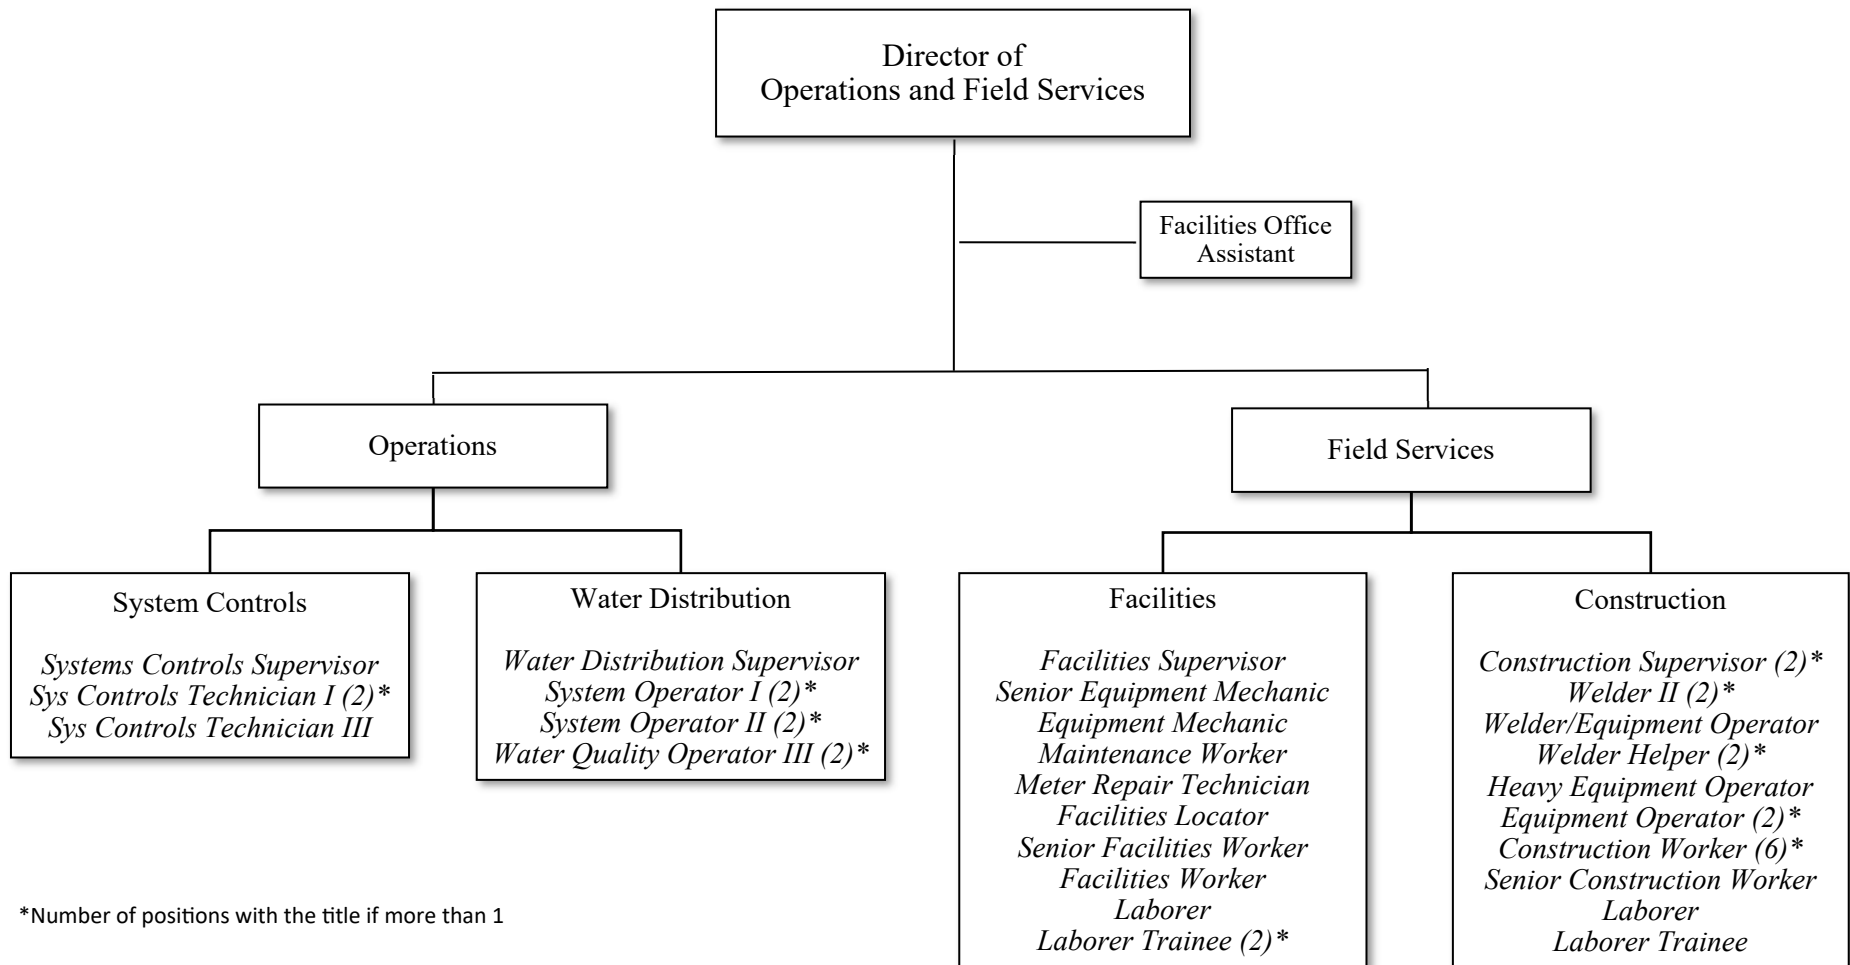 Director of
Operations and Field Services
Facilities Office
Assistant
Operations
Field Services
System Controls
Systems Controls Supervisor
Sys Controls Technician I (2)*
Sys Controls Technician III
Water Distribution
Water Distribution Supervisor
System Operator I (2)*
System Operator II (2)*
Water Quality Operator III (2)*
Facilities
Facilities Supervisor
Senior Equipment Mechanic
Equipment Mechanic
Maintenance Worker
Meter Repair Technician
Facilities Locator
Senior Facilities Worker
Facilities Worker
Laborer
Laborer Trainee (2)*
Construction
Construction Supervisor (2)*
Welder II (2)*
Welder/Equipment Operator
Welder Helper (2)*
Heavy Equipment Operator
Equipment Operator (2)*
Construction Worker (6)*
Senior Construction Worker
Laborer
Laborer Trainee
*Number of positions with the title if more than 1